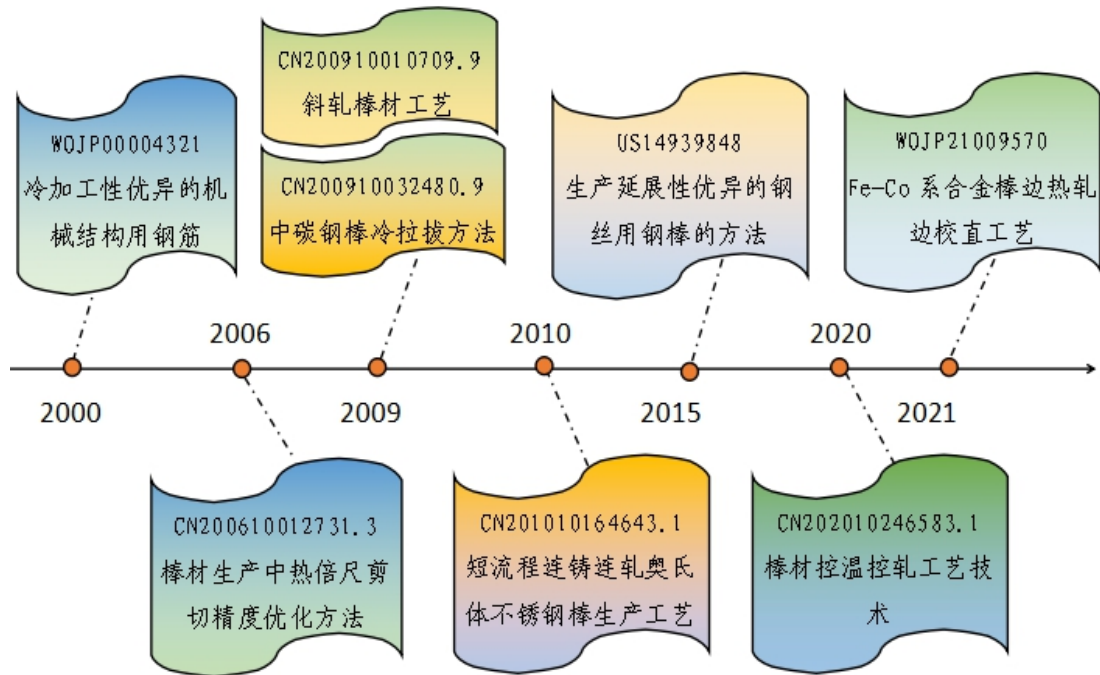 CN200910010709.9
斜轧棒材工艺
WOJP00004321
冷加工性优异的机
械结构用钢筋
CN200910032480.9
中碳钢棒冷拉拔方法
US14939848
生产延展性优异的钢
丝用钢棒的方法
WOJP21009570
Fe-Co 系合金棒边热轧
边校直工艺
2006
2010
2020
2000
2009
2015
2021
CN200610012731.3
棒材生产中热倍尺剪
切精度优化方法
CN201010164643.1
短流程连铸连轧奥氏
体不锈钢棒生产工艺
CN202010246583.1
棒材控温控轧工艺技
术